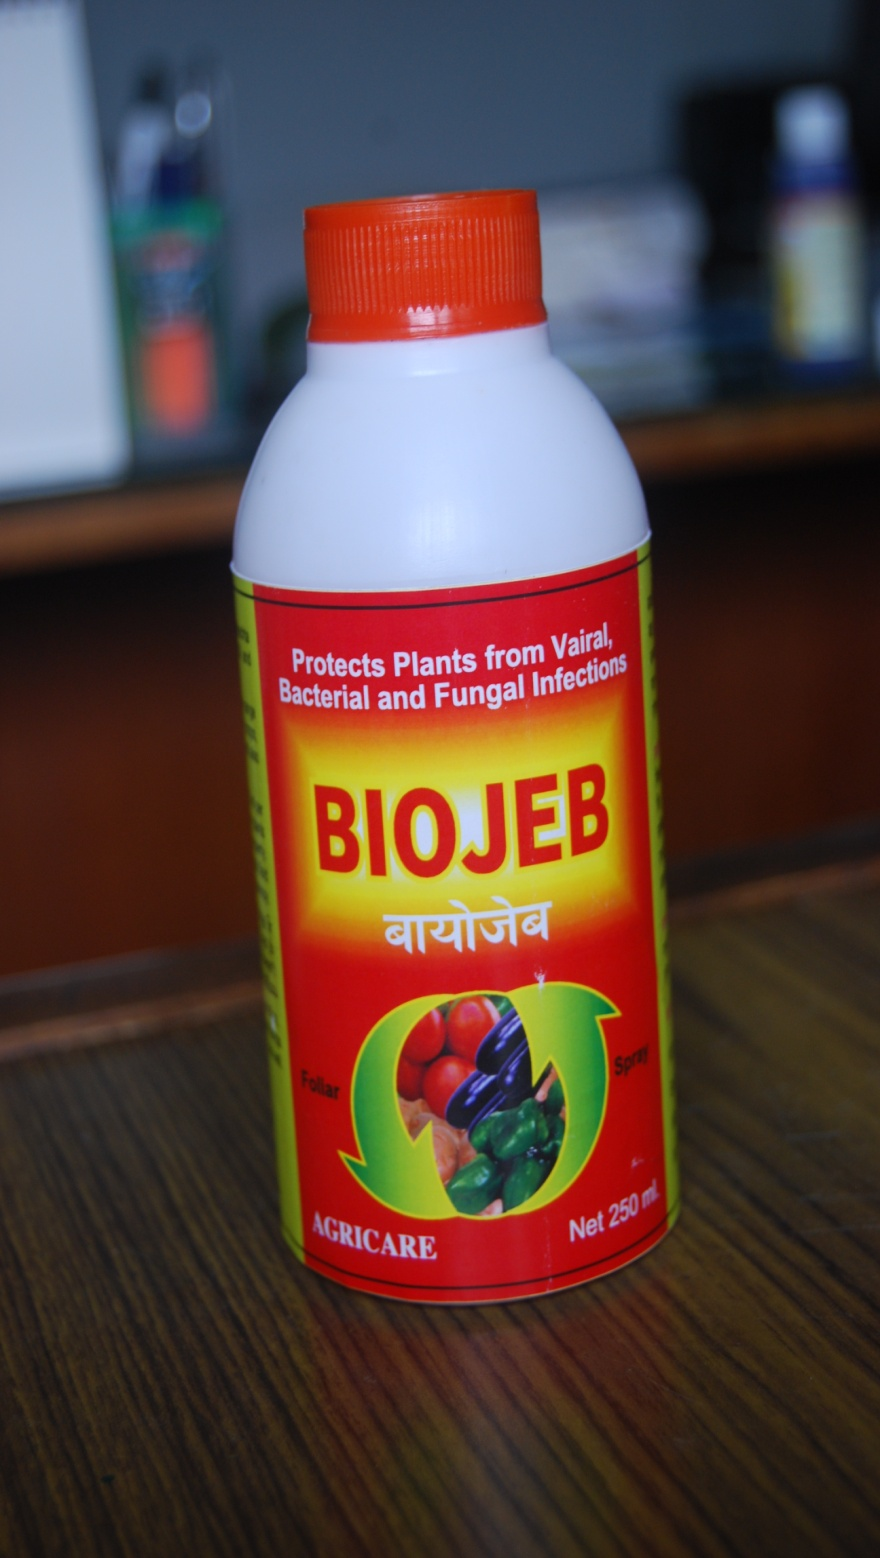 Protects Plants from Vairal,
Bacterial and Fungal Infections
BIOJEB
बायोजेब
Foliar
Spray
AGRICARE
Net 250 ml.